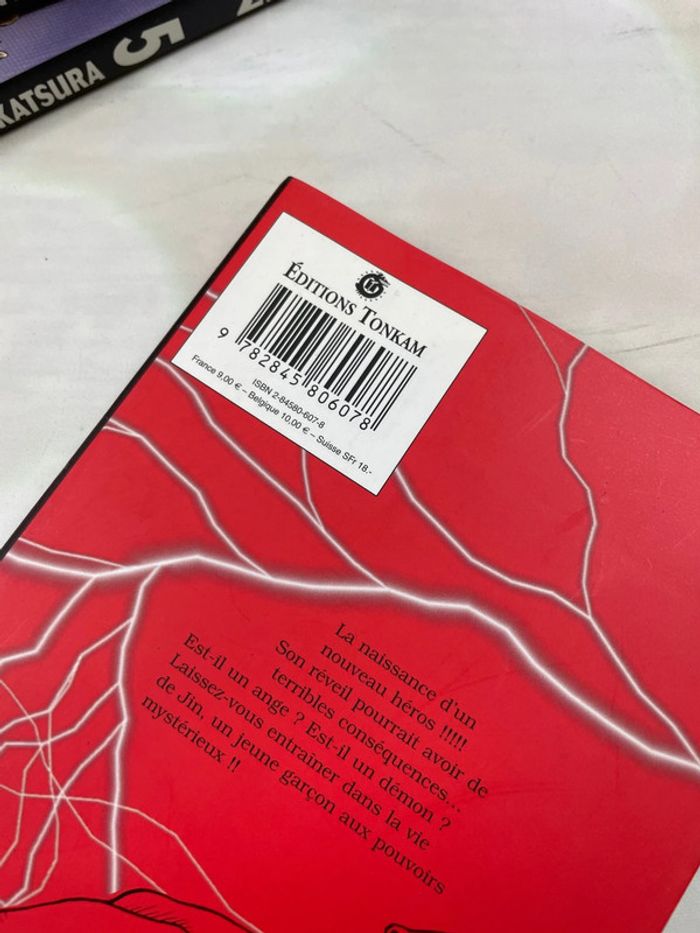 KATSURA 5
ÉDITIONS TONKAM
9 782845 806078
ISBN 2-84580-607-8
France 9,00 € – Belgique 10,00 € – Suisse SFr 18.-
La naissance d'un
nouveau héros !!!!!
Son réveil pourrait avoir de
terribles conséquences...
Est-il un ange ? Est-il un démon ?
Laissez-vous entraîner dans la vie
de Jin, un jeune garçon aux pouvoirs
mystérieux !!